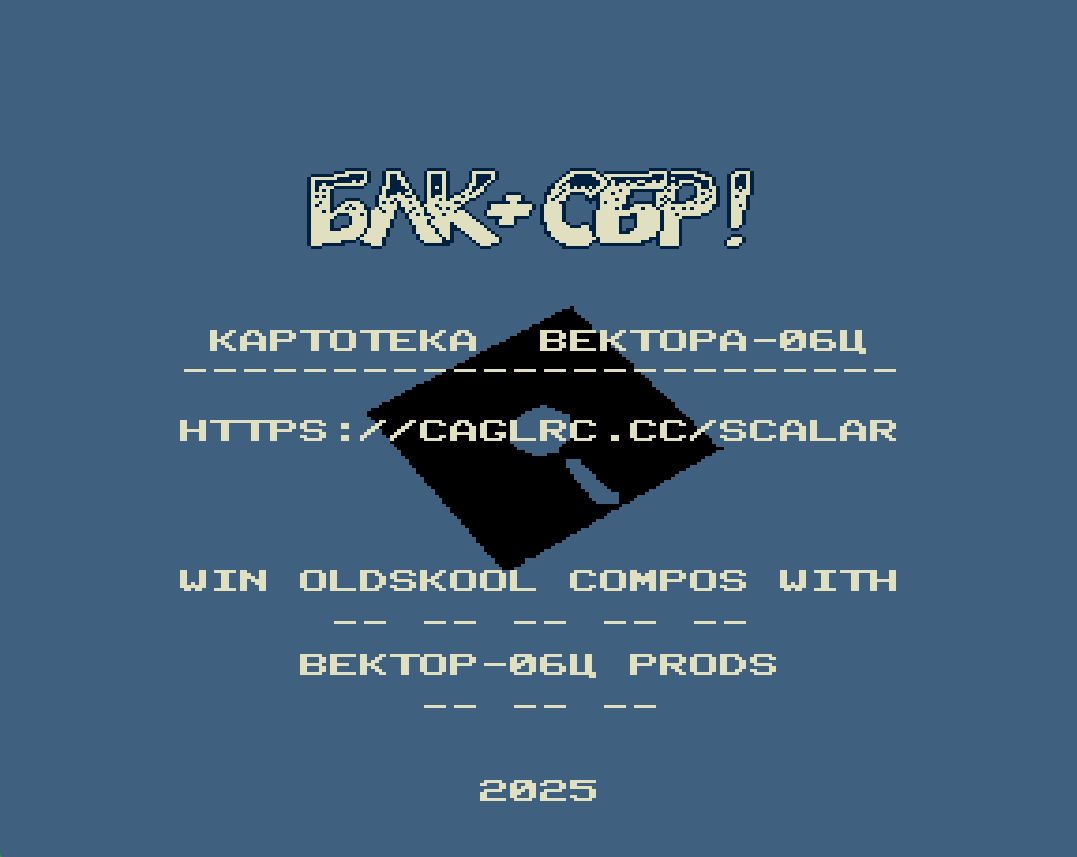 БЛК+СБР!
КАРТОТЕКА ВЕКТОРА-06Ц
------------------------
HTTPS://CAGLRC.CC/SCALAR
WIN OLDSKOOL COMPOS WITH
-- -- -- -- --
ВЕКТОР-06Ц PRODS
-- -- --
2025